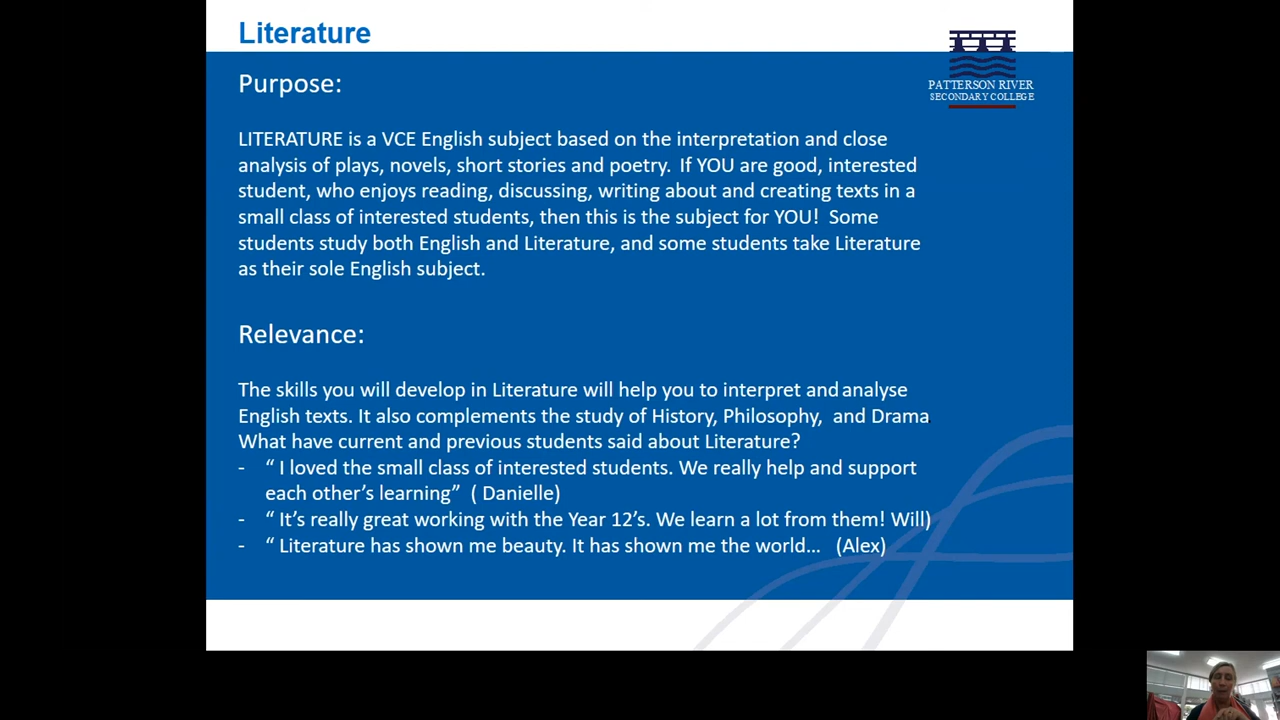 Literature
PATTERSON RIVER
SECONDARY COLLEGE
Purpose:
LITERATURE is a VCE English subject based on the interpretation and close
analysis of plays, novels, short stories and poetry. If YOU are good, interested
student, who enjoys reading, discussing, writing about and creating texts in a
small class of interested students, then this is the subject for YOU! Some
students study both English and Literature, and some students take Literature
as their sole English subject.
Relevance:
The skills you will develop in Literature will help you to interpret and analyse
English texts. It also complements the study of History, Philosophy, and Drama.
What have current and previous students said about Literature?
- “ I loved the small class of interested students. We really help and support
each other’s learning” ( Danielle)
- “ It’s really great working with the Year 12’s. We learn a lot from them! Will)
- “ Literature has shown me beauty. It has shown me the world… (Alex)